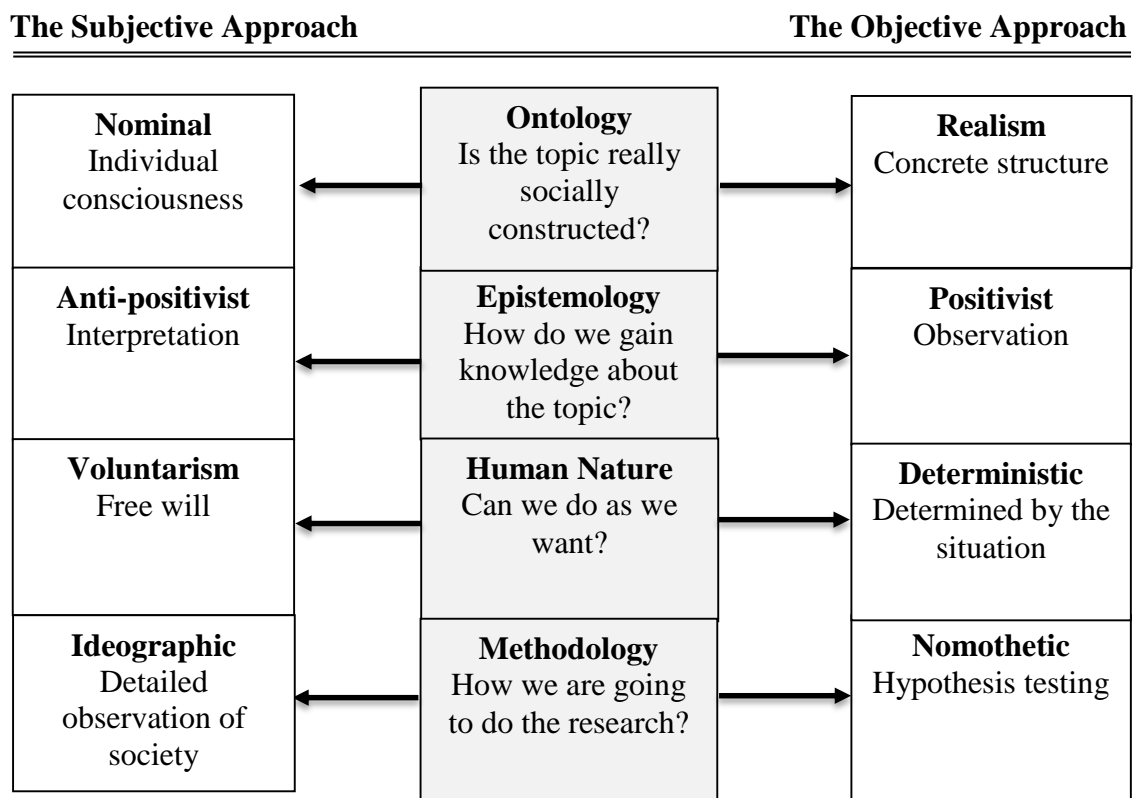 The Subjective Approach
The Objective Approach
Nominal
Individual
consciousness
Ontology
Is the topic really
socially
constructed?
Realism
Concrete structure
Anti-positivist
Interpretation
Epistemology
How do we gain
knowledge about
the topic?
Positivist
Observation
Voluntarism
Free will
Human Nature
Can we do as we
want?
Deterministic
Determined by the
situation
Ideographic
Detailed
observation of
society
Methodology
How we are going
to do the research?
Nomothetic
Hypothesis testing